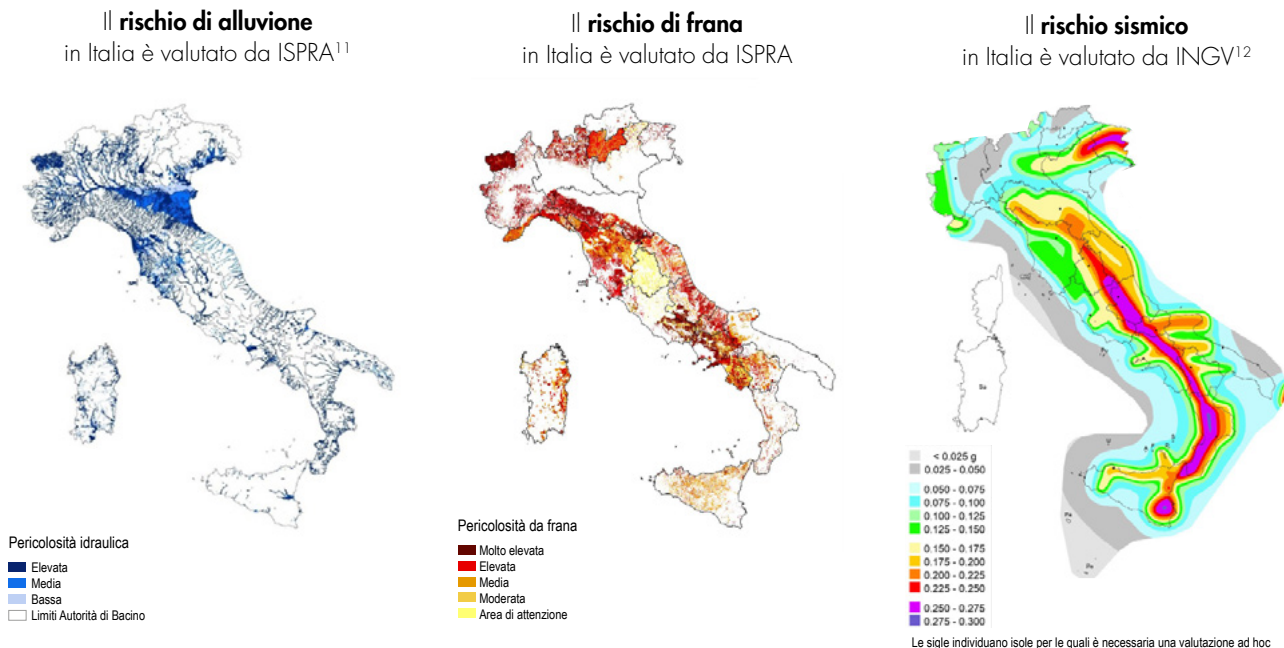 Il rischio di alluvione
in Italia è valutato da ISPRA¹¹
Pericolosità idraulica
Elevata
Media
Bassa
Limiti Autorità di Bacino
Il rischio di frana
in Italia è valutato da ISPRA
Pericolosità da frana
Molto elevata
Elevata
Media
Moderata
Area di attenzione
Il rischio sismico
in Italia è valutato da INGV¹²
< 0.025 g
0.025 - 0.050
0.050 - 0.075
0.075 - 0.100
0.100 - 0.125
0.125 - 0.150
0.150 - 0.175
0.175 - 0.200
0.200 - 0.225
0.225 - 0.250
0.250 - 0.275
0.275 - 0.300
Le sigle individuano isole per le quali è necessaria una valutazione ad hoc